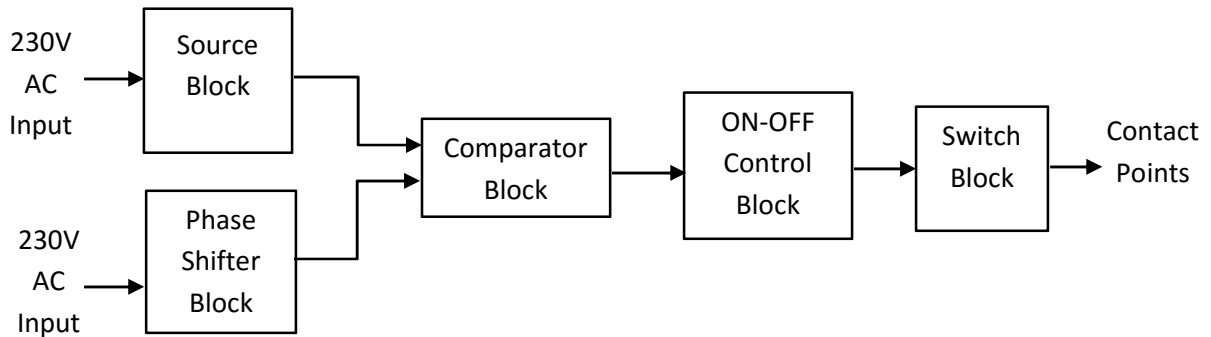 230V
AC
Input
Source
Block
230V
AC
Input
Phase
Shifter
Block
Comparator
Block
ON-OFF
Control
Block
Switch
Block
Contact
Points